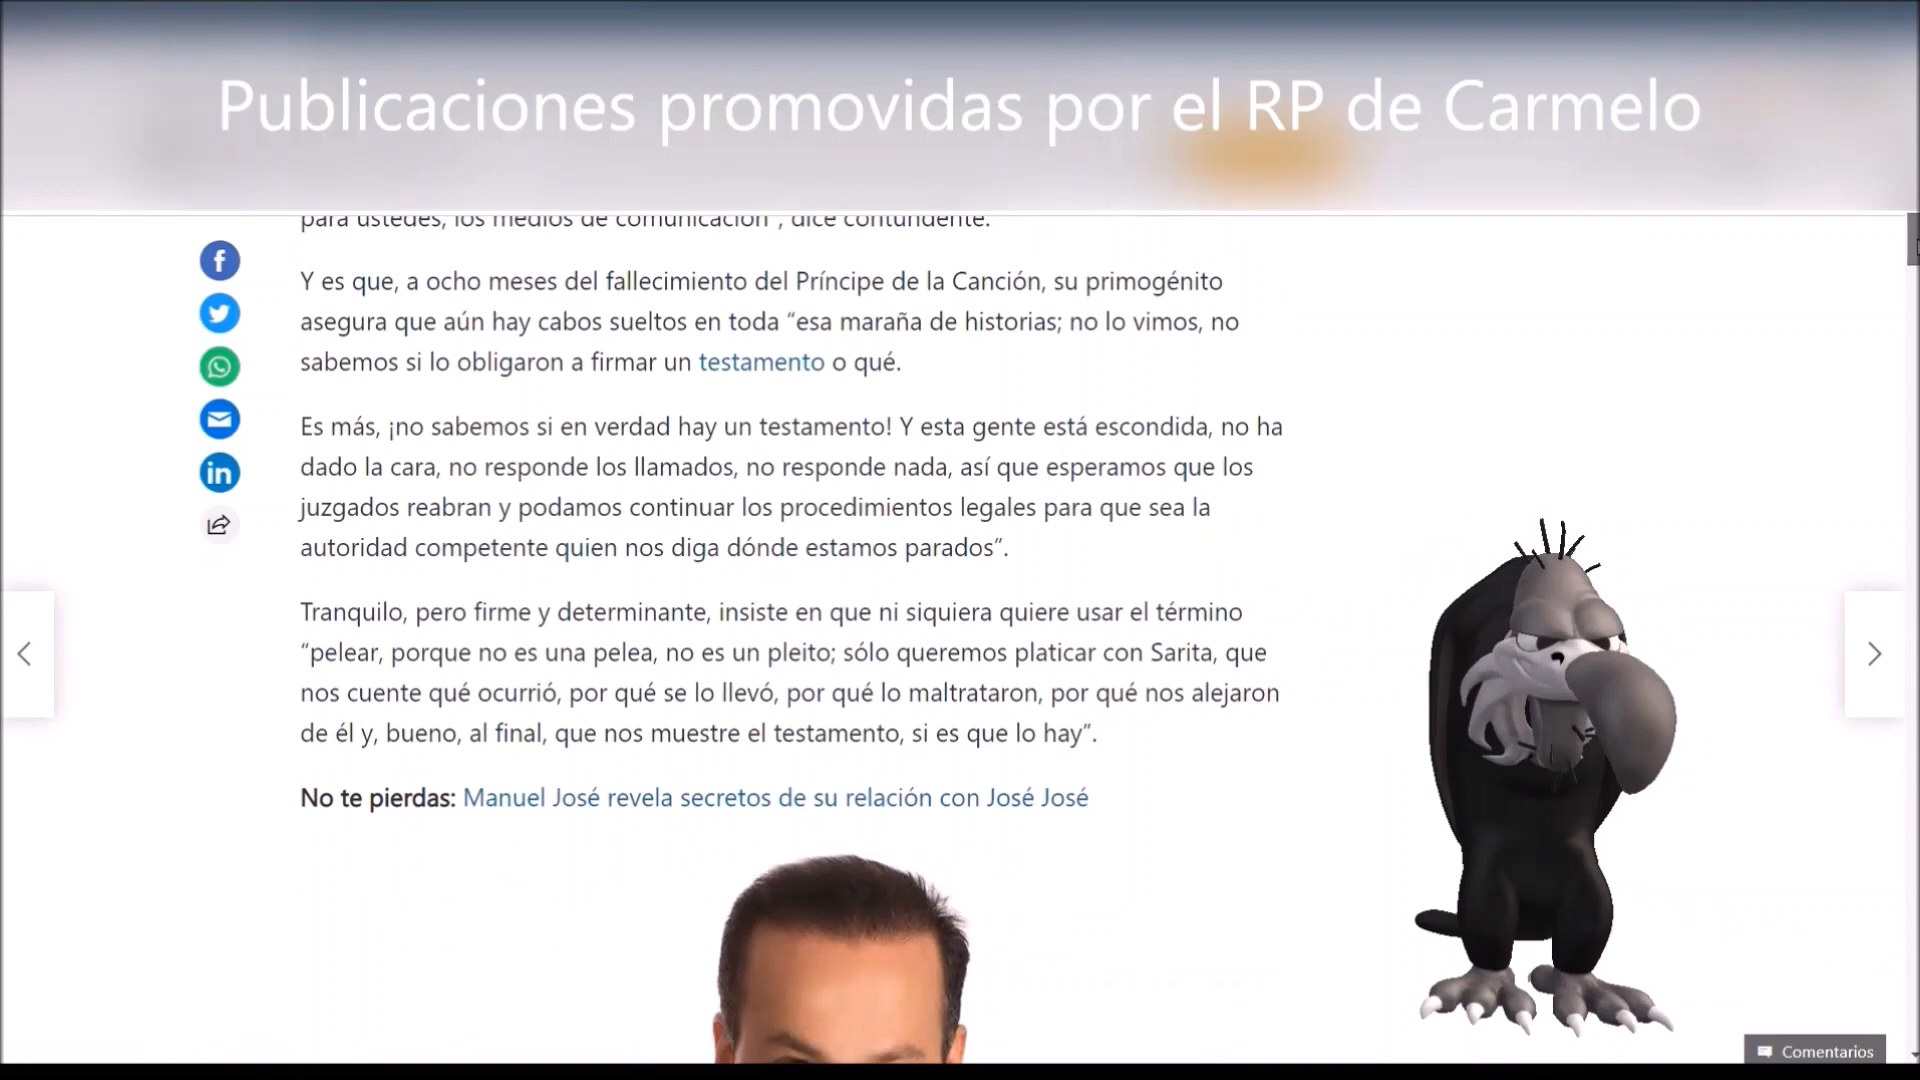 Publicaciones promovidas por el RP de Carmelo
para ustedes, los medios de comunicación”, dice contundente.
Y es que, a ocho meses del fallecimiento del Príncipe de la Canción, su primogénito
asegura que aún hay cabos sueltos en toda “esa maraña de historias; no lo vimos, no
sabemos si lo obligaron a firmar un testamento o qué.
Es más, ¡no sabemos si en verdad hay un testamento! Y esta gente está escondida, no ha
dado la cara, no responde los llamados, no responde nada, así que esperamos que los
juzgados reabran y podamos continuar los procedimientos legales para que sea la
autoridad competente quien nos diga dónde estamos parados”.
Tranquilo, pero firme y determinante, insiste en que ni siquiera quiere usar el término
“pelear, porque no es una pelea, no es un pleito; sólo queremos platicar con Sarita, que
nos cuente qué ocurrió, por qué se lo llevó, por qué lo maltrataron, por qué nos alejaron
de él y, bueno, al final, que nos muestre el testamento, si es que lo hay”.
No te pierdas: Manuel José revela secretos de su relación con José José
Comentarios